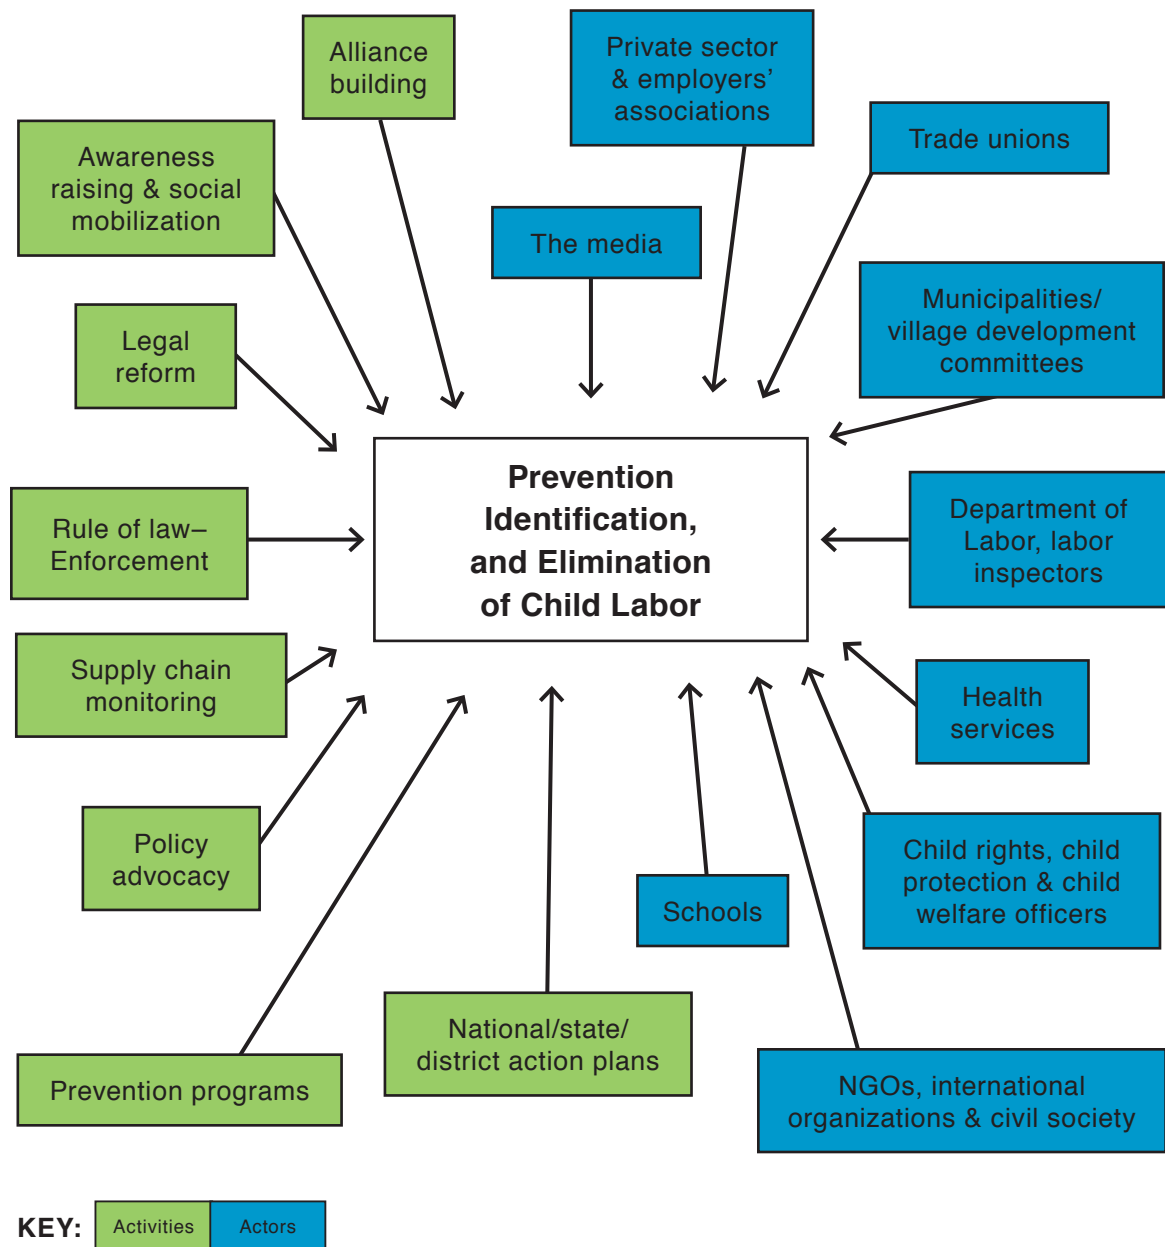 Alliance
building
Private sector
& employers’
associations
Trade unions
Awareness
raising & social
mobilization
The media
Municipalities/
village development
committees
Legal
reform
Prevention
Identification,
and Elimination
of Child Labor
Rule of law–
Enforcement
Department of
Labor, labor
inspectors
Supply chain
monitoring
Health
services
Policy
advocacy
Schools
Child rights, child
protection & child
welfare officers
National/state/
district action plans
Prevention programs
NGOs, international
organizations & civil society
KEY: Activities Actors